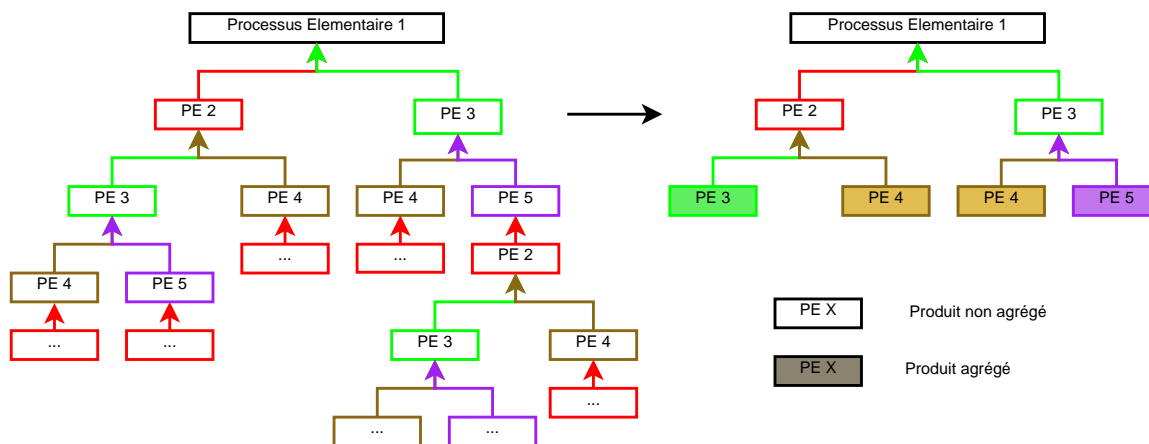 Processus Elementaire 1
Processus Elementaire 1
PE 2
PE 3
PE 2
PE 3
PE 3
PE 4
PE 4
PE 5
PE 3
PE 4
PE 4
PE 5
...
...
PE 2
PE 4
PE 5
...
...
PE 3
PE 4
...
...
...
PE X
Produit non agrégé
PE X
Produit agrégé